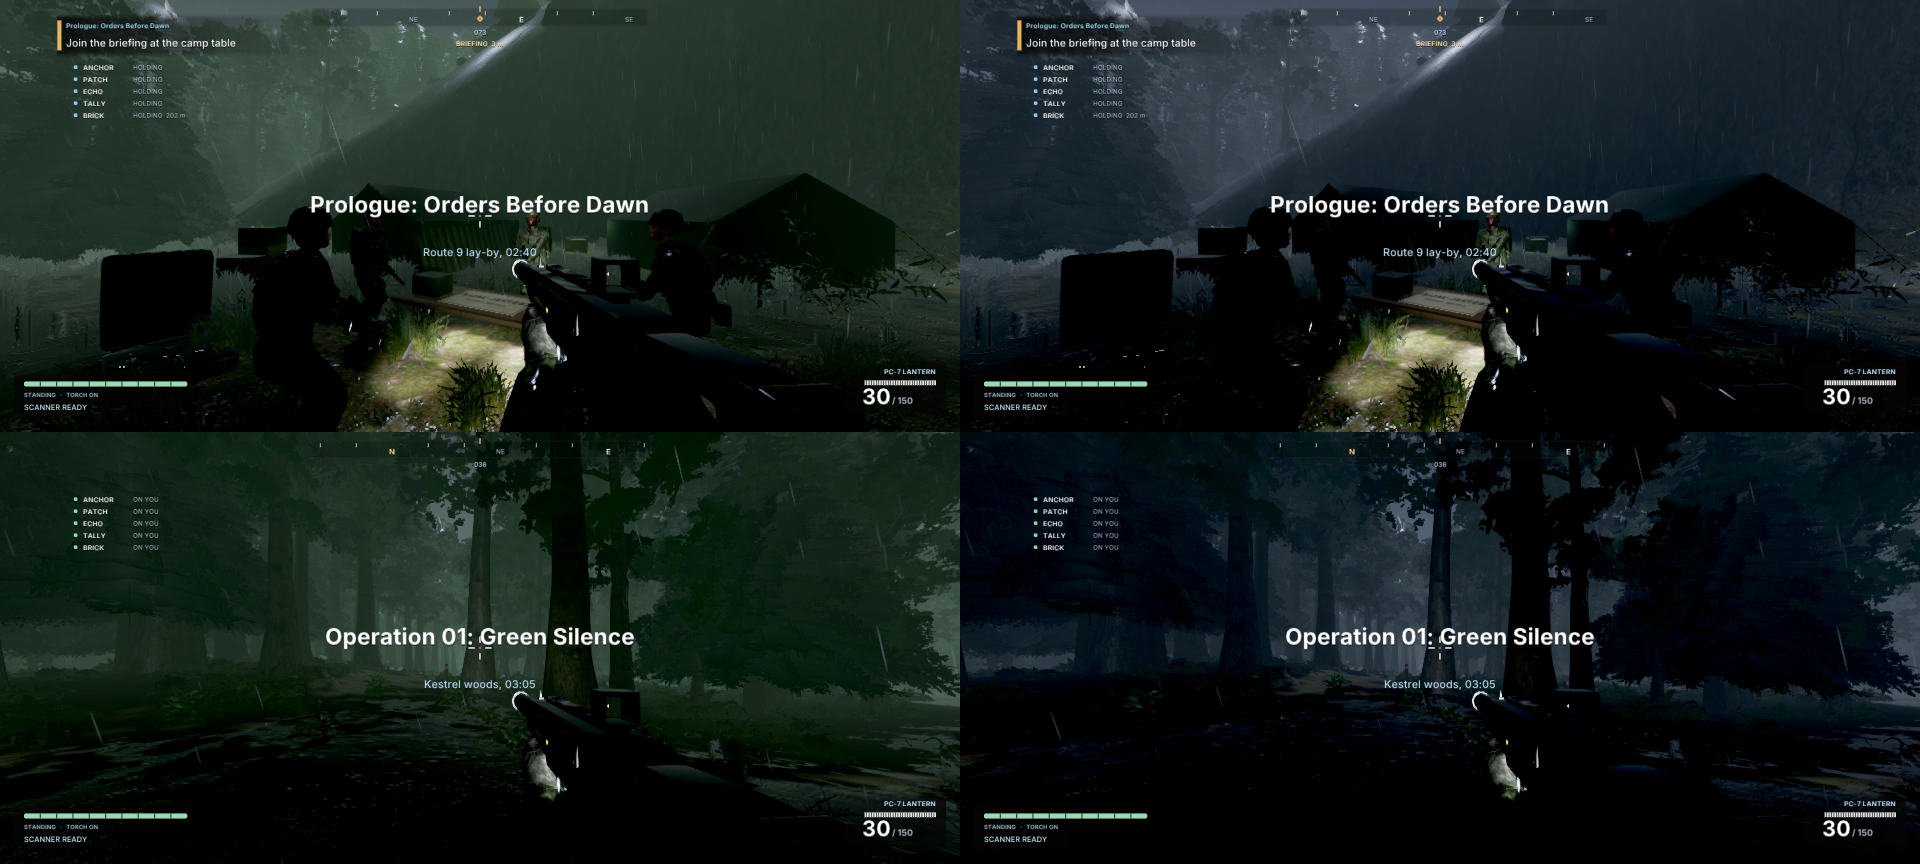 NE
E
SE
Prologue: Orders Before Dawn
Join the briefing at the camp table
073
BRIEFING
ANCHOR HOLDING
PATCH HOLDING
ECHO HOLDING
TALLY HOLDING
BRICK HOLDING 202 m
Prologue: Orders Before Dawn
Route 9 lay-by, 02:40
STANDING · TORCH ON
SCANNER READY
PC-7 LANTERN
30 / 150
NE
E
SE
Prologue: Orders Before Dawn
Join the briefing at the camp table
073
BRIEFING
ANCHOR HOLDING
PATCH HOLDING
ECHO HOLDING
TALLY HOLDING
BRICK HOLDING 202 m
Prologue: Orders Before Dawn
Route 9 lay-by, 02:40
STANDING · TORCH ON
SCANNER READY
PC-7 LANTERN
30 / 150
N
NE
E
036
ANCHOR ON YOU
PATCH ON YOU
ECHO ON YOU
TALLY ON YOU
BRICK ON YOU
Operation 01: Green Silence
Kestrel woods, 03:05
STANDING · TORCH ON
SCANNER READY
PC-7 LANTERN
30 / 150
N
NE
E
036
ANCHOR ON YOU
PATCH ON YOU
ECHO ON YOU
TALLY ON YOU
BRICK ON YOU
Operation 01: Green Silence
Kestrel woods, 03:05
STANDING · TORCH ON
SCANNER READY
PC-7 LANTERN
30 / 150